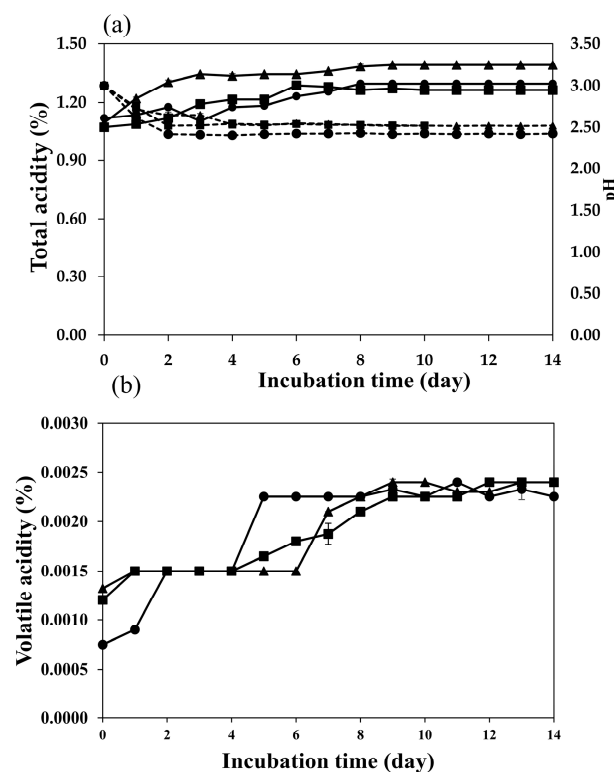 (a)
1.50 3.50
1.20 3.00
0.90 2.50
0.60 2.00
0.30 1.50
0.00 1.00
0.50
0.00
Total acidity (%)
pH
0 2 4 6 8 10 12 14
Incubation time (day)
(b)
0.0030
0.0025
0.0020
0.0015
0.0010
0.0005
0.0000
Volatile acidity (%)
0 2 4 6 8 10 12 14
Incubation time (day)